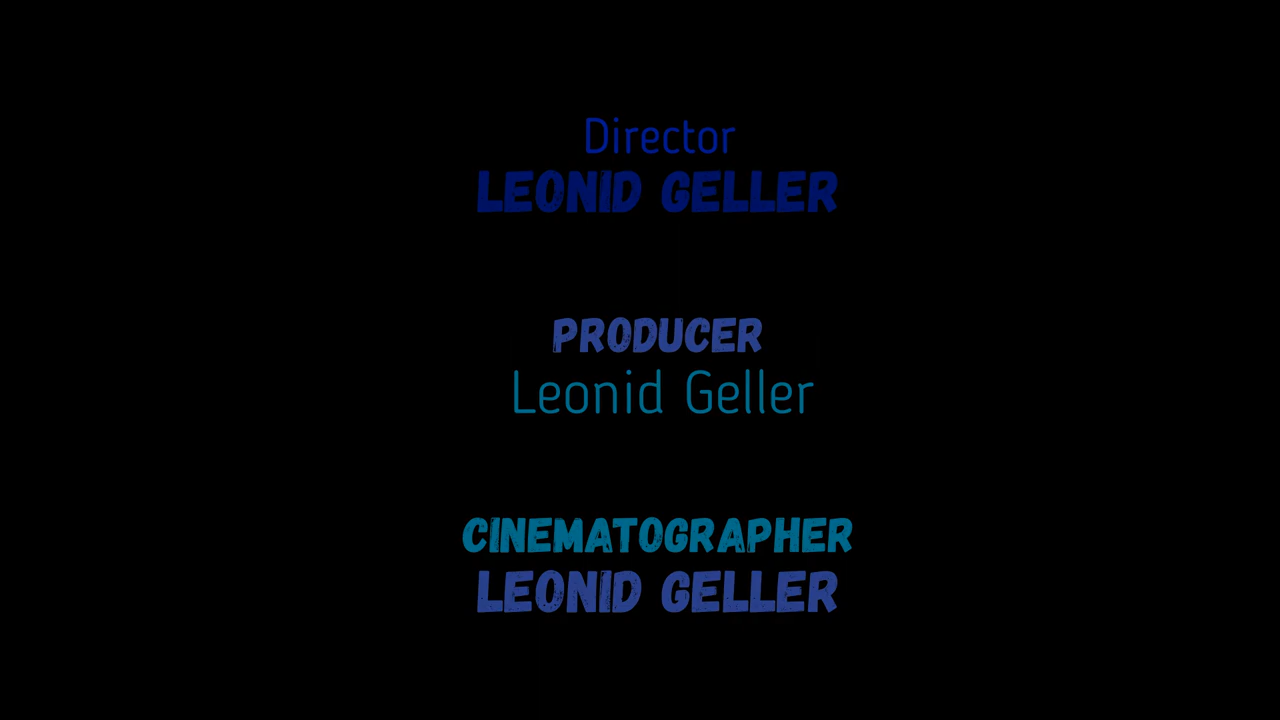 Director
LEONID GELLER
PRODUCER
Leonid Geller
CINEMATOGRAPHER
LEONID GELLER